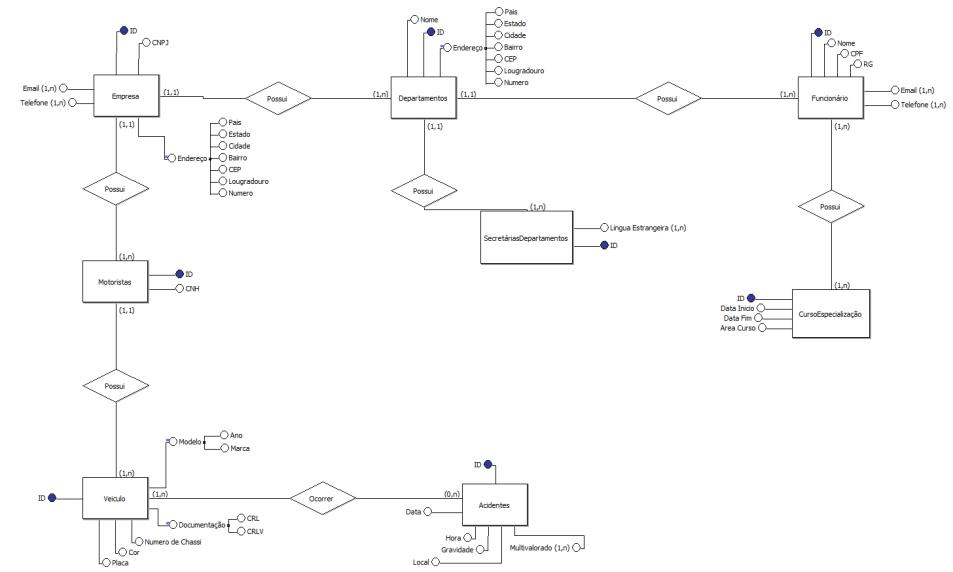 ID
CNPJ
Email (1,n)
Telefone (1,n)
Empresa
(1,1)
(1,1)
Endereço
Pais
Estado
Cidade
Bairro
CEP
Lougradouro
Numero
Possui
(1,n)
Nome
ID
Endereço
Pais
Estado
Cidade
Bairro
CEP
Lougradouro
Numero
Departamentos
(1,1)
(1,1)
Possui
(1,n)
ID
Nome
CPF
RG
Funcionário
Email (1,n)
Telefone (1,n)
(1,n)
Possui
Possui
Possui
(1,n)
SecretáriasDepartamentos
Lingua Estrangeira (1,n)
ID
(1,n)
Motoristas
ID
CNH
(1,1)
(1,n)
ID
Data Inicio
Data Fim
Area Curso
CursoEspecialização
Possui
Modelo
Ano
Marca
(1,n)
ID
Veiculo
(1,n)
Documentação
CRL
CRLV
Numero de Chassi
Cor
Placa
Ocorrer
(0,n)
ID
Acidentes
Data
Hora
Gravidade
Local
Multivalorado (1,n)